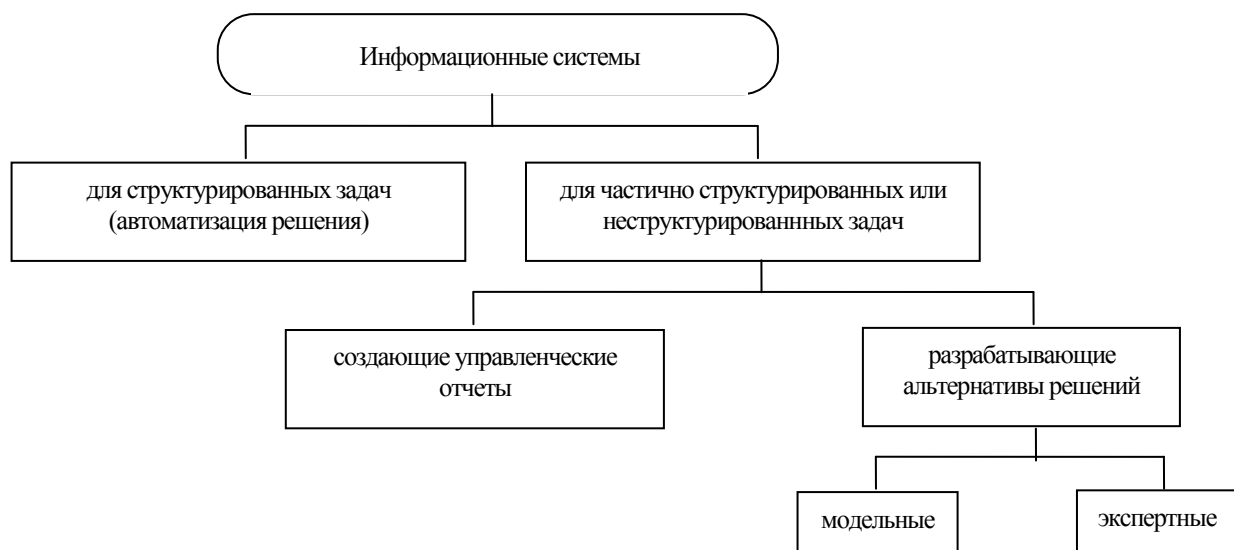 Информационные системы
для структурированных задач
(автоматизация решения)
для частично структурированных или
неструктурированннных задач
создающие управленческие
отчеты
разрабатывающие
альтернативы решений
модельные
экспертные